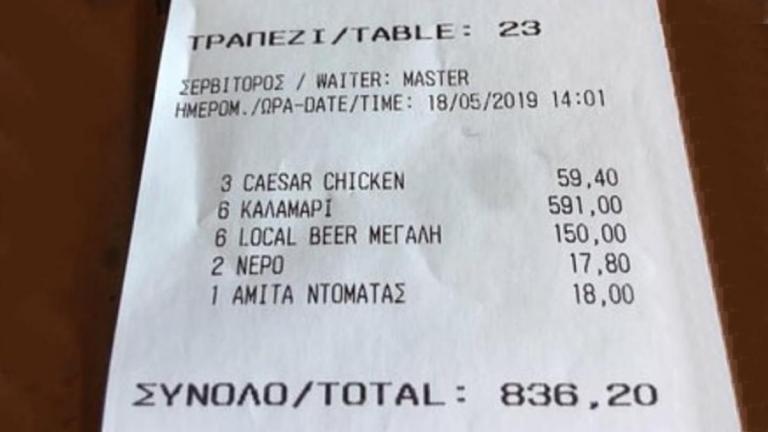 ΤΡΑΠΕΖΙ/TABLE: 23
ΣΕΡΒΙΤΟΡΟΣ / WAITER: MASTER
ΗΜΕΡΟΜ./ΩΡΑ-DATE/TIME: 18/05/2019 14:01
3 CAESAR CHICKEN 59,40
6 ΚΑΛΑΜΑΡΙ 591,00
6 LOCAL BEER ΜΕΓΑΛΗ 150,00
2 ΝΕΡΟ 17,80
1 ΑΜΙΤΑ ΝΤΟΜΑΤΑΣ 18,00
ΣΥΝΟΛΟ/TOTAL: 836,20